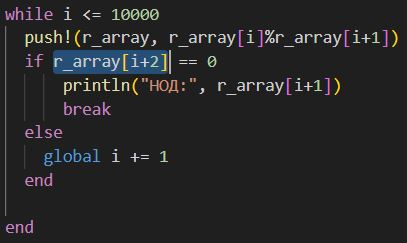 while i <= 10000
push!(r_array, r_array[i]%r_array[i+1])
if r_array[i+2] == 0
println("НОД:", r_array[i+1])
break
else
global i += 1
end
end